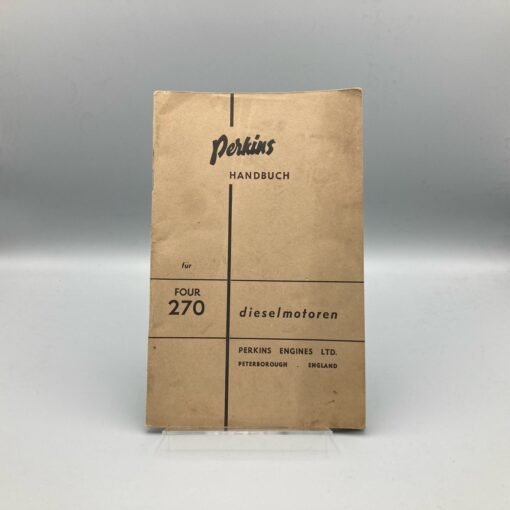 Perkins
HANDBUCH
für
FOUR
270
dieselmotoren
PERKINS ENGINES LTD.
PETERBOROUGH . ENGLAND